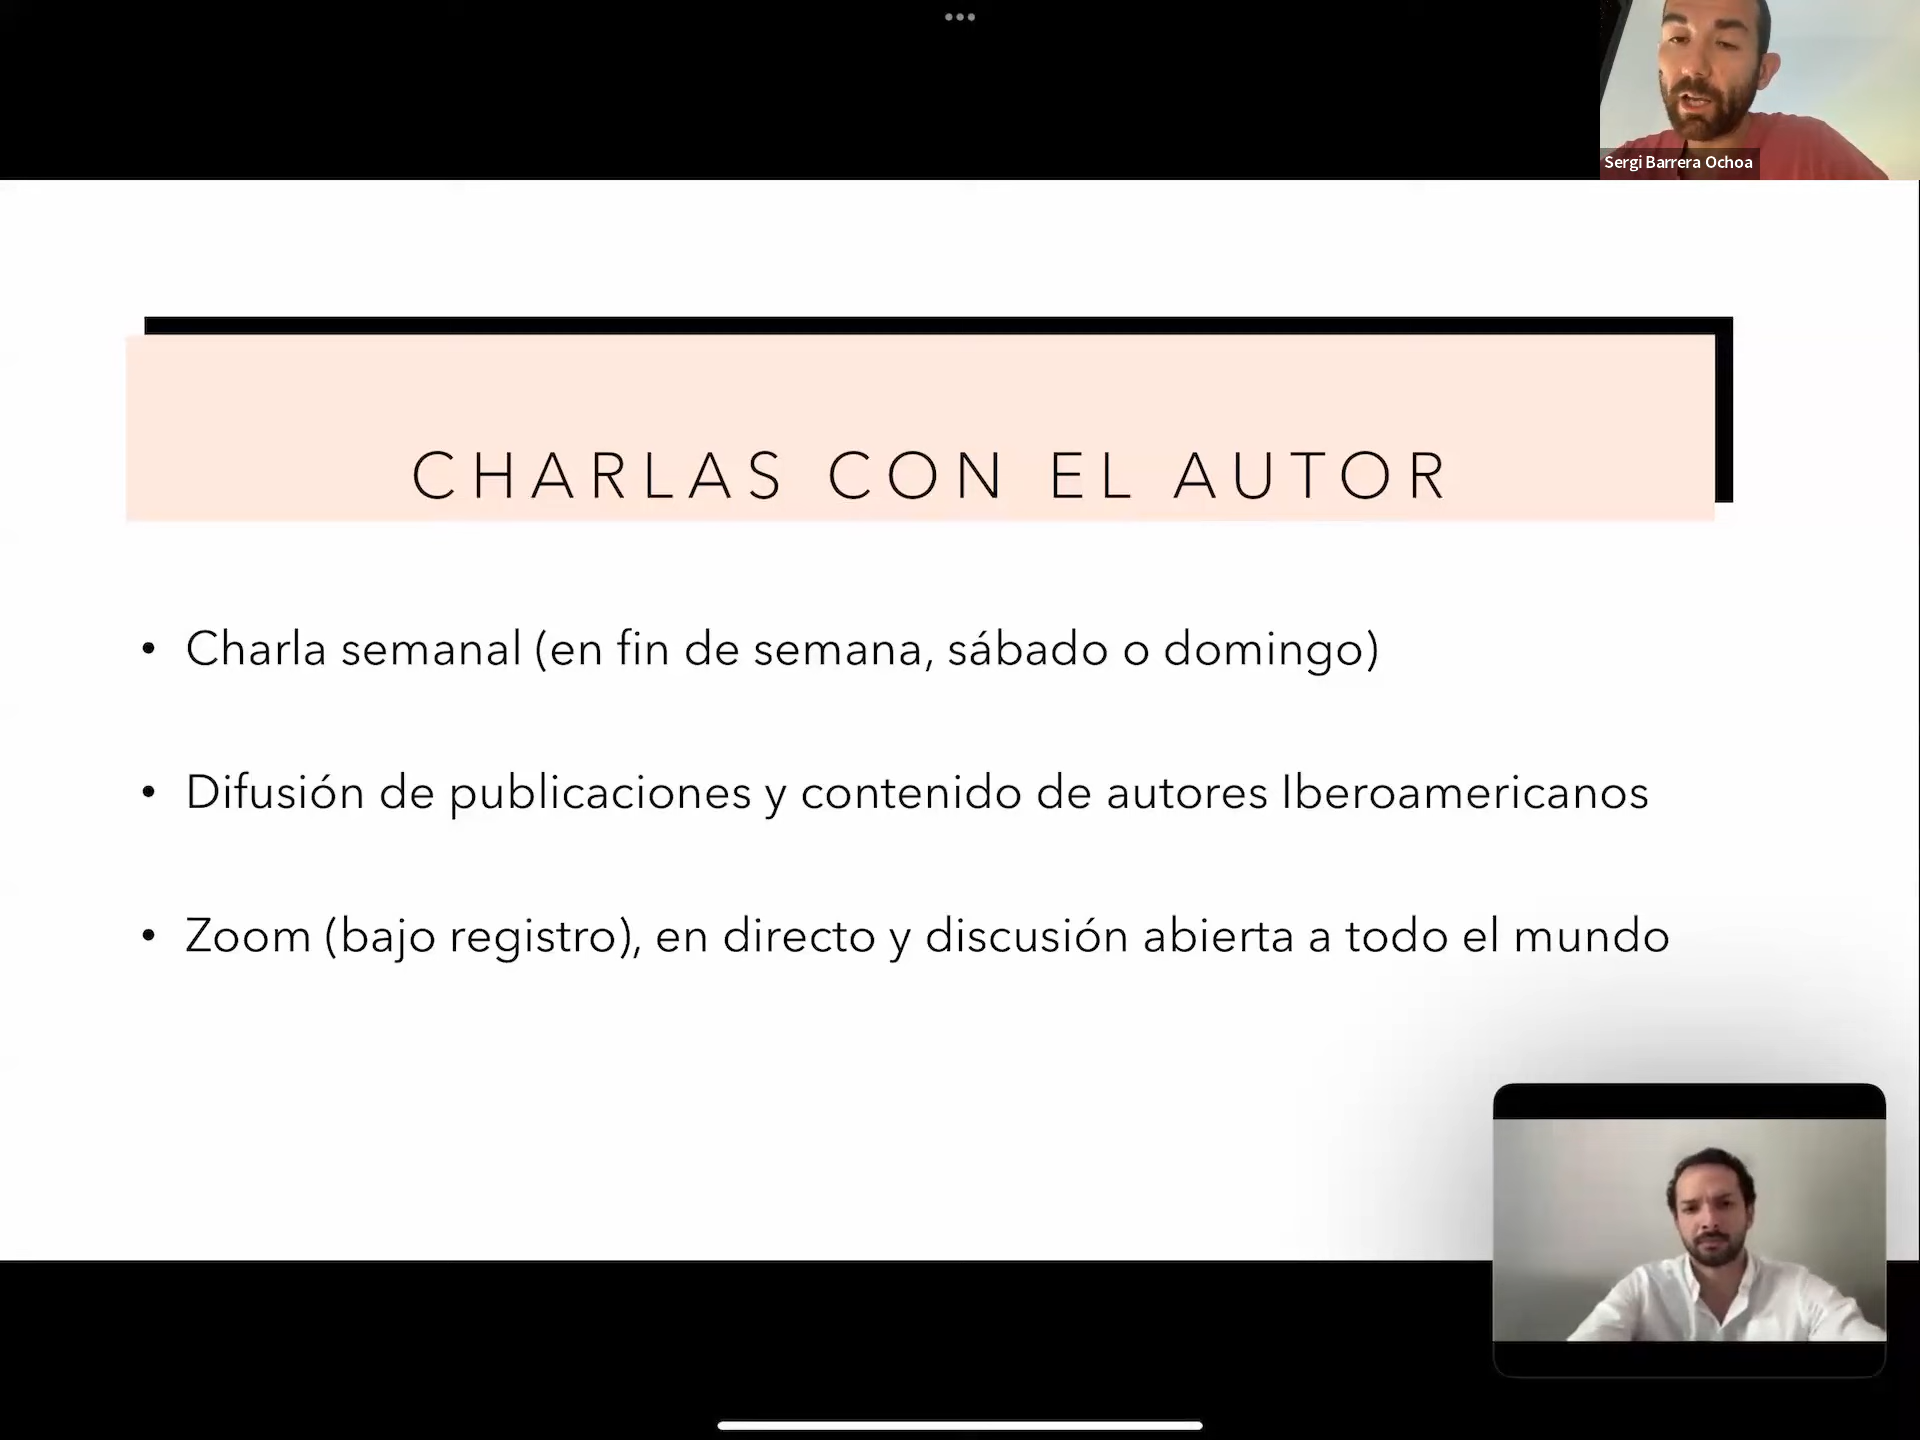 Sergi Barrera Ochoa
CHARLAS CON EL AUTOR
• Charla semanal (en fin de semana, sábado o domingo)
• Difusión de publicaciones y contenido de autores Iberoamericanos
• Zoom (bajo registro), en directo y discusión abierta a todo el mundo